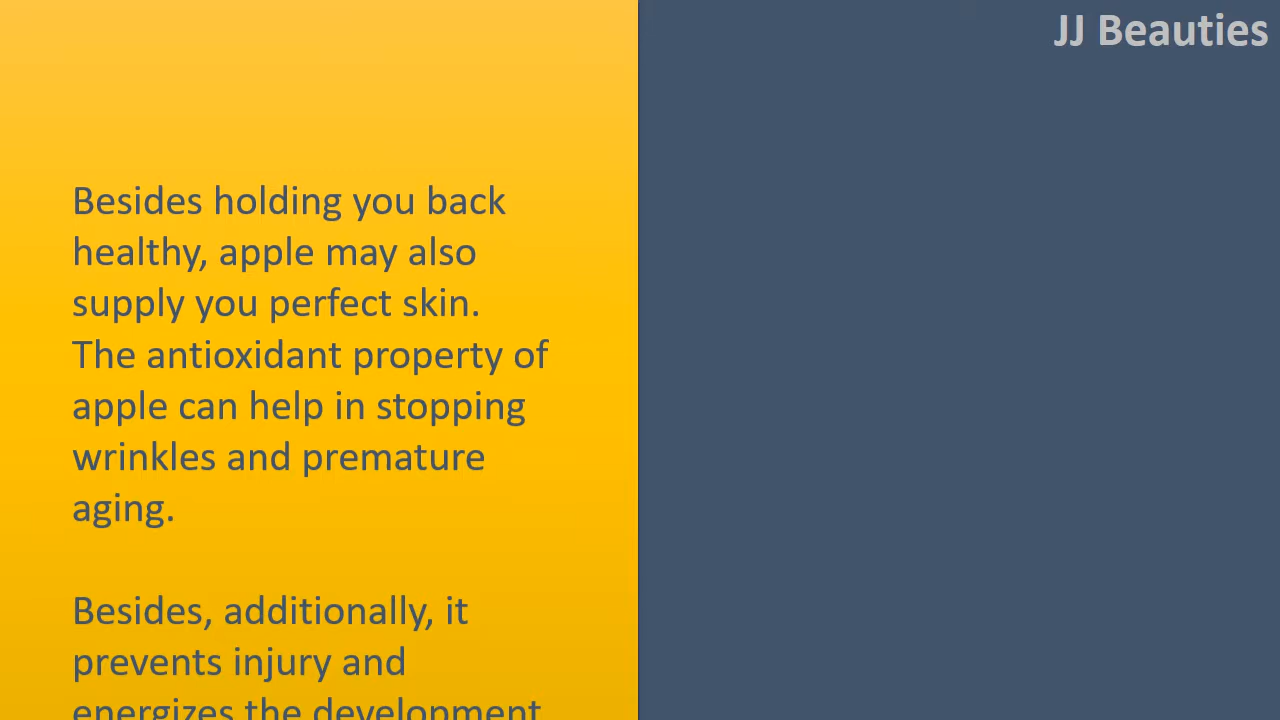 JJ Beauties
Besides holding you back
healthy, apple may also
supply you perfect skin.
The antioxidant property of
apple can help in stopping
wrinkles and premature
aging.
Besides, additionally, it
prevents injury and
energizes the development